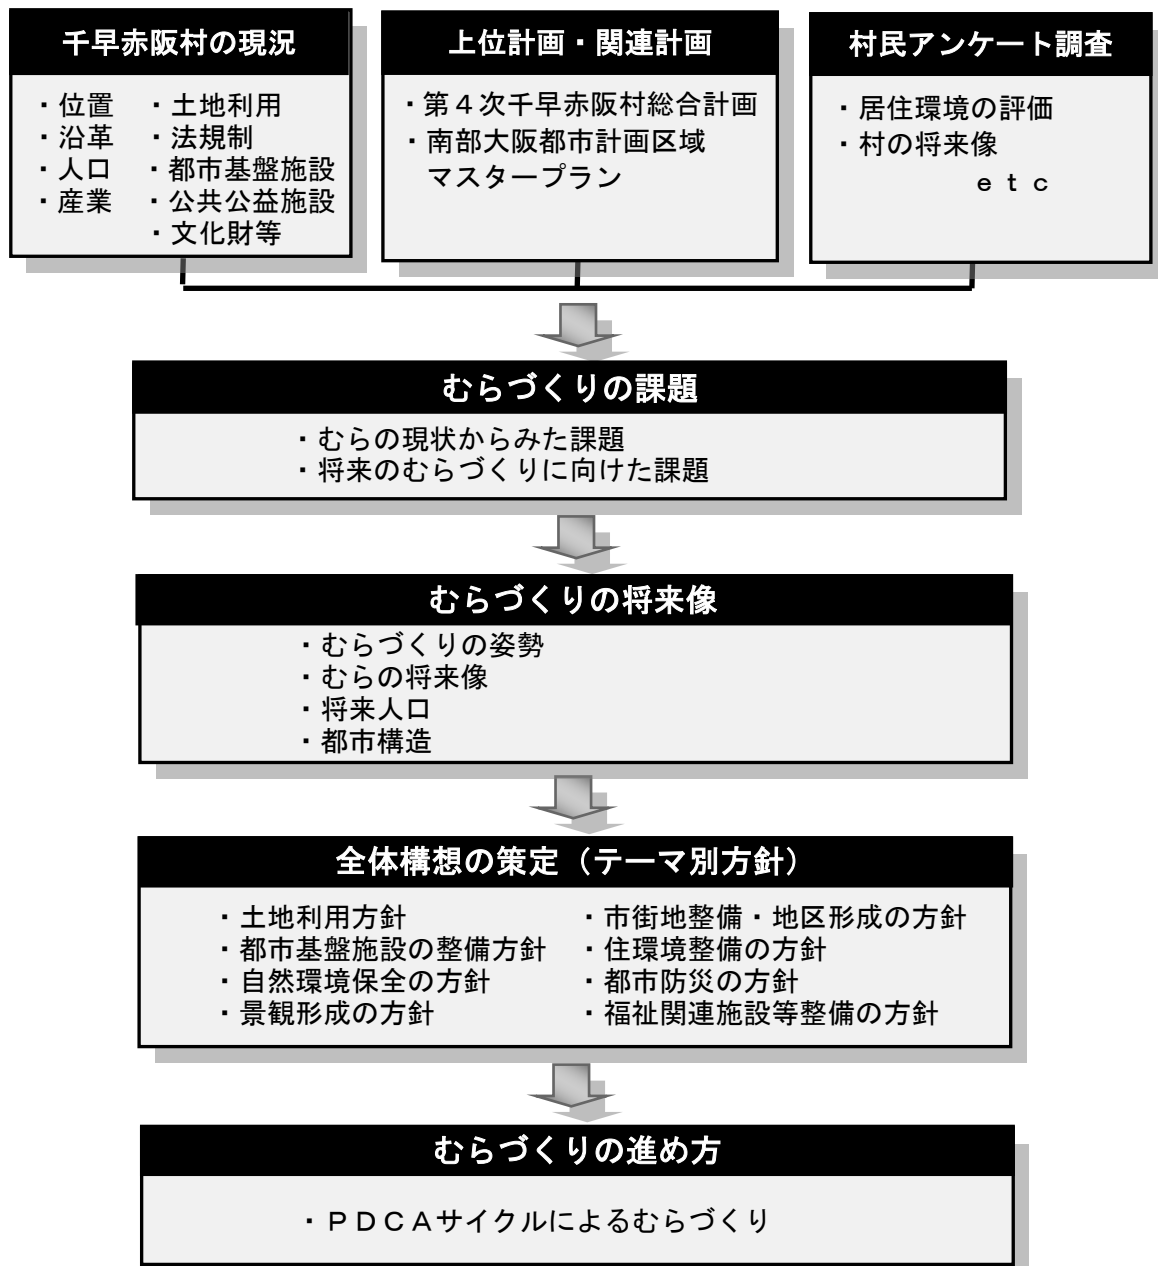 千早赤阪村の現況
・位置 ・土地利用
・沿革 ・法規制
・人口 ・都市基盤施設
・産業 ・公共公益施設
・文化財等
上位計画・関連計画
・第４次千早赤阪村総合計画
・南部大阪都市計画区域
マスタープラン
村民アンケート調査
・居住環境の評価
・村の将来像
ｅｔｃ
むらづくりの課題
・むらの現状からみた課題
・将来のむらづくりに向けた課題
むらづくりの将来像
・むらづくりの姿勢
・むらの将来像
・将来人口
・都市構造
全体構想の策定（テーマ別方針）
・土地利用方針 ・市街地整備・地区形成の方針
・都市基盤施設の整備方針 ・住環境整備の方針
・自然環境保全の方針 ・都市防災の方針
・景観形成の方針 ・福祉関連施設等整備の方針
むらづくりの進め方
・ＰＤＣＡサイクルによるむらづくり